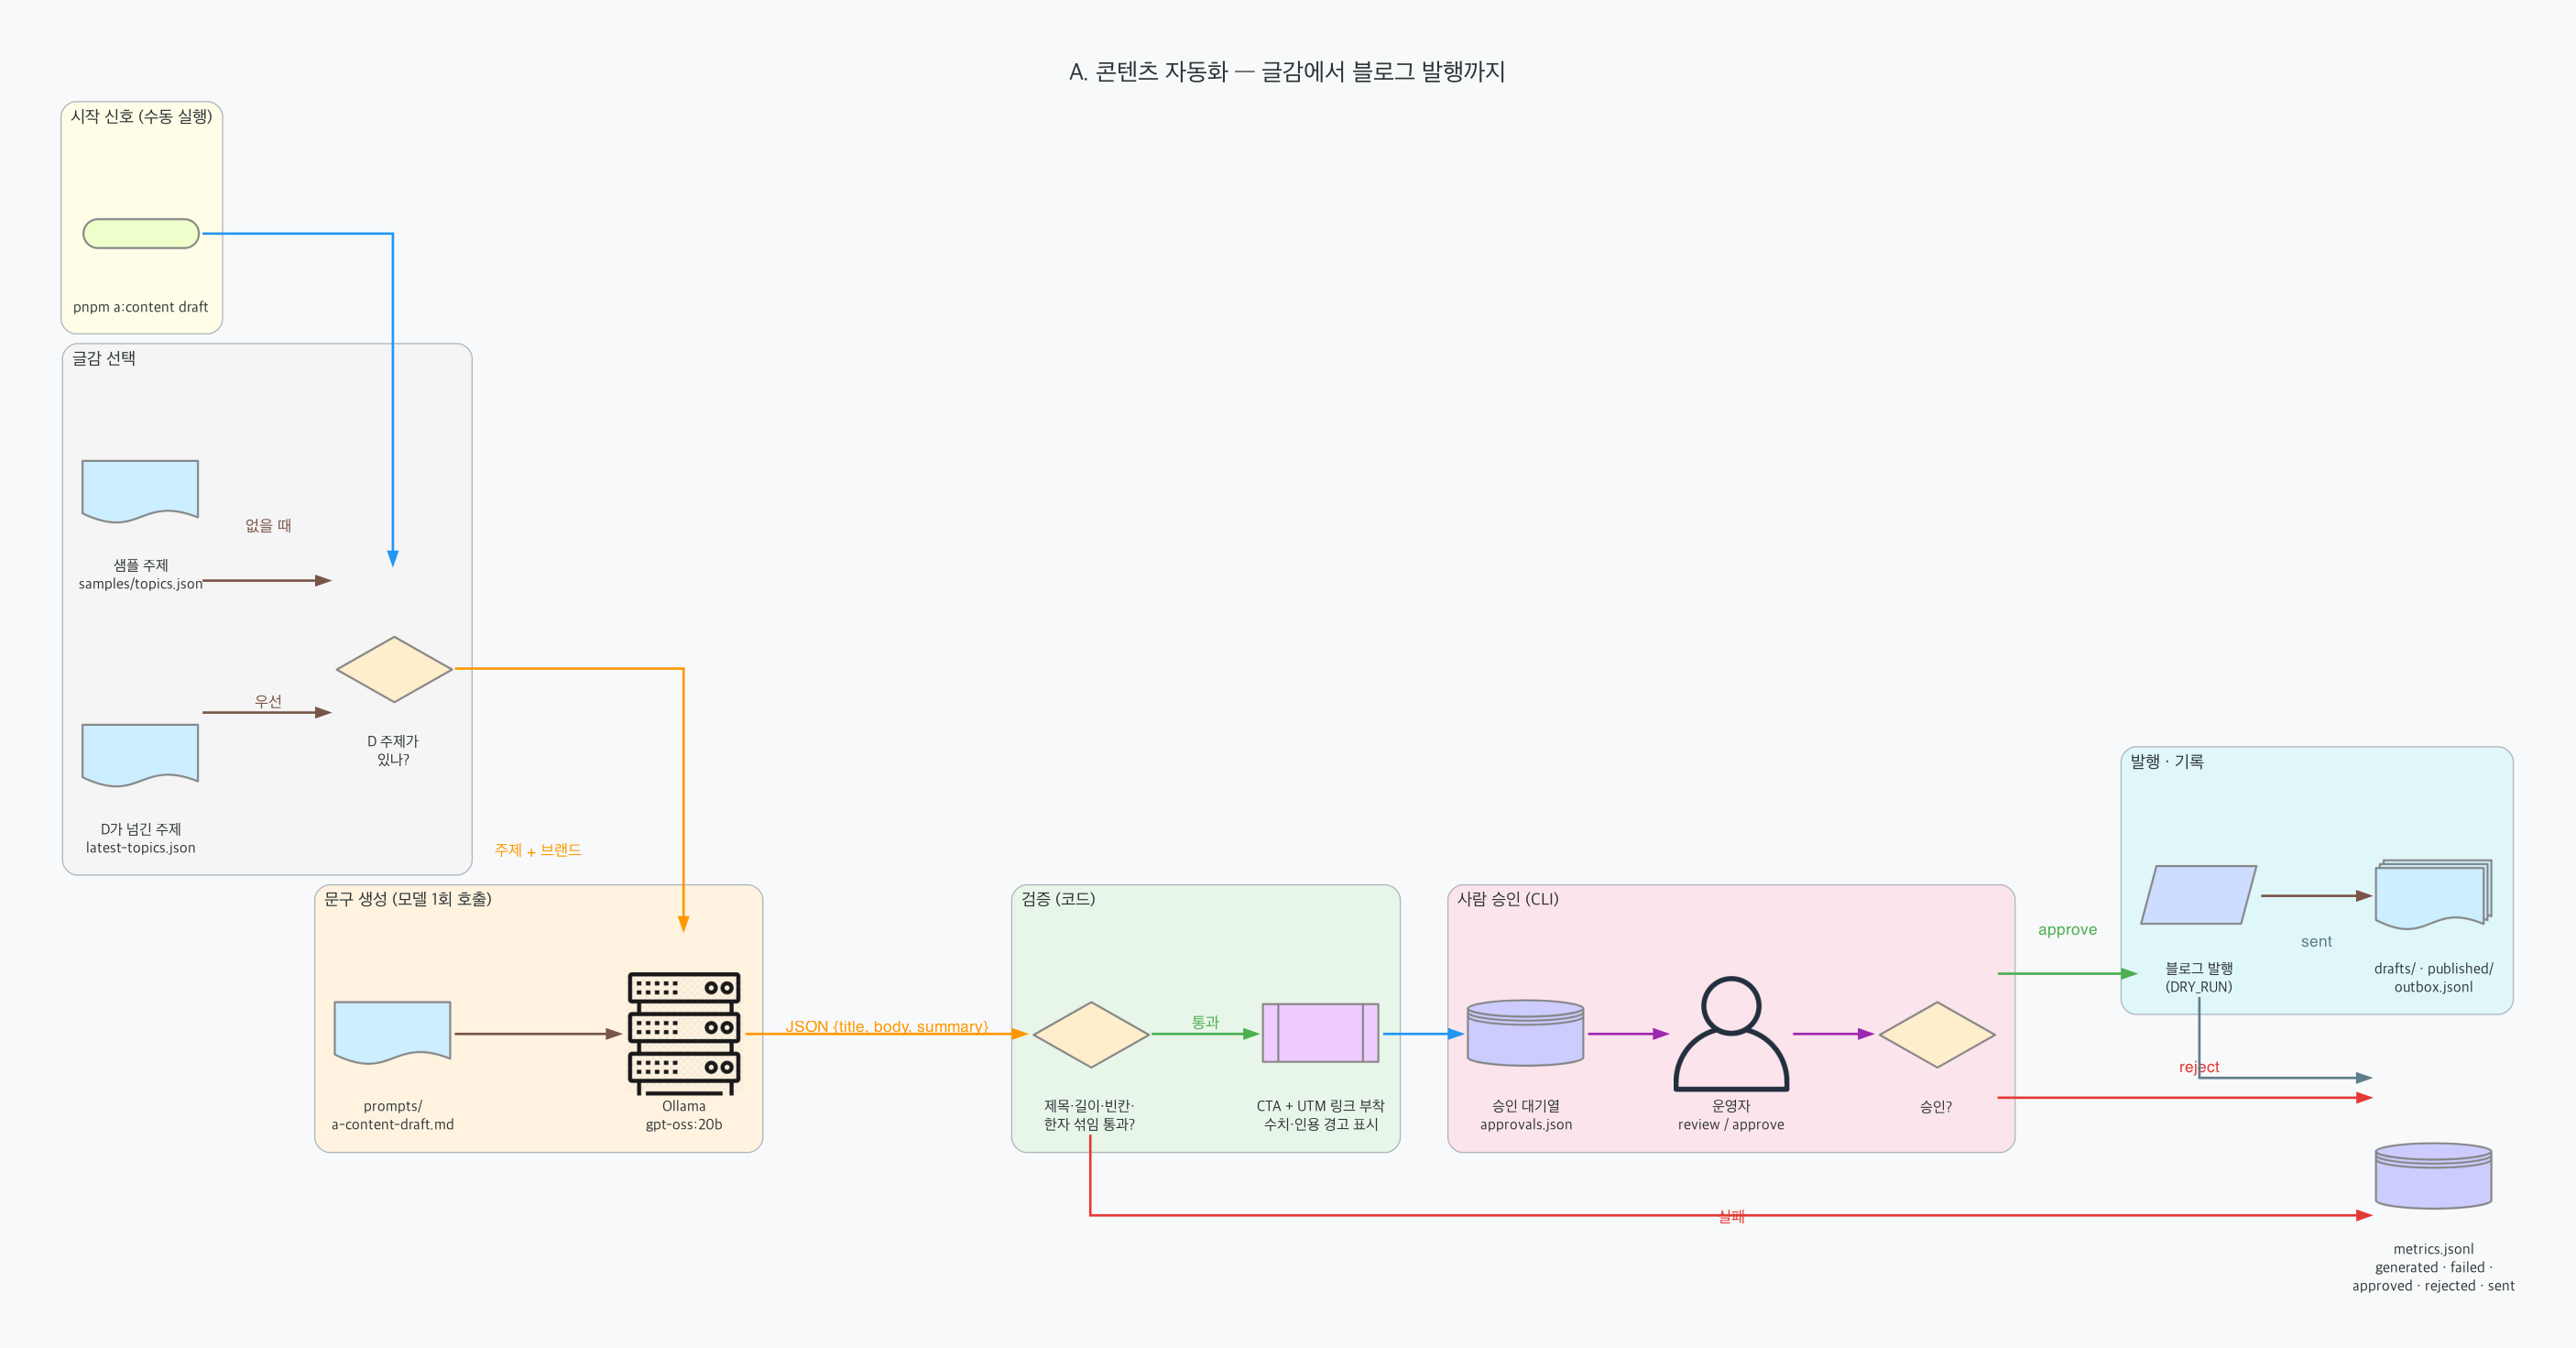 A. 콘텐츠 자동화 — 글감에서 블로그 발행까지
시작 신호 (수동 실행)
pnpm a:content draft
글감 선택
없을 때
샘플 주제
samples/topics.json
우선
D 주제가
있나?
D가 넘긴 주제
latest-topics.json
주제 + 브랜드
문구 생성 (모델 1회 호출)
prompts/
a-content-draft.md
Ollama
gpt-oss:20b
JSON {title, body, summary}
검증 (코드)
통과
제목·길이·빈칸·
한자 섞임 통과?
CTA + UTM 링크 부착
수치·인용 경고 표시
실패
사람 승인 (CLI)
승인 대기열
approvals.json
운영자
review / approve
승인?
approve
reject
발행 · 기록
블로그 발행
(DRY_RUN)
sent
drafts/ · published/
outbox.jsonl
metrics.jsonl
generated · failed ·
approved · rejected · sent